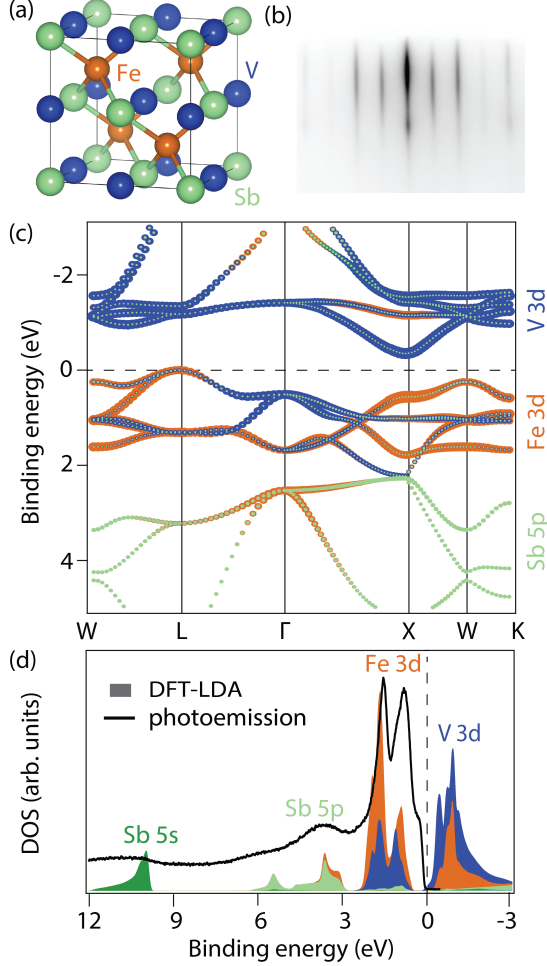 (a)
(b)
Fe
V
Sb
(c)
Binding energy (eV)
-2
0
2
4
V 3d
Fe 3d
Sb 5p
W L Γ X W K
(d)
DOS (arb. units)
DFT-LDA
photoemission
Fe 3d
V 3d
Sb 5p
Sb 5s
12 9 6 3 0 -3
Binding energy (eV)